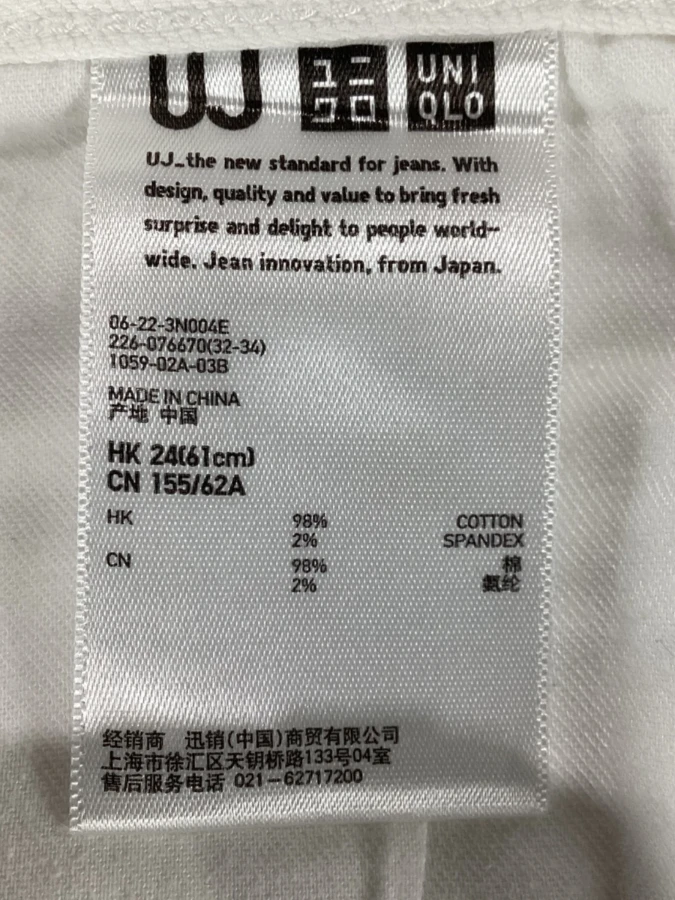 UJ
ユニ
クロ
UNI
QLO
UJ_the new standard for jeans. With
design, quality and value to bring fresh
surprise and delight to people world-
wide. Jean innovation, from Japan.
06-22-3N004E
226-076670(32-34)
1059-02A-03B
MADE IN CHINA
产地 中国
HK 24(61cm)
CN 155/62A
HK 98% COTTON
2% SPANDEX
CN 98% 棉
2% 氨纶
经销商 迅销(中国)商贸有限公司
上海市徐汇区天钥桥路133号04室
售后服务电话 021-62717200